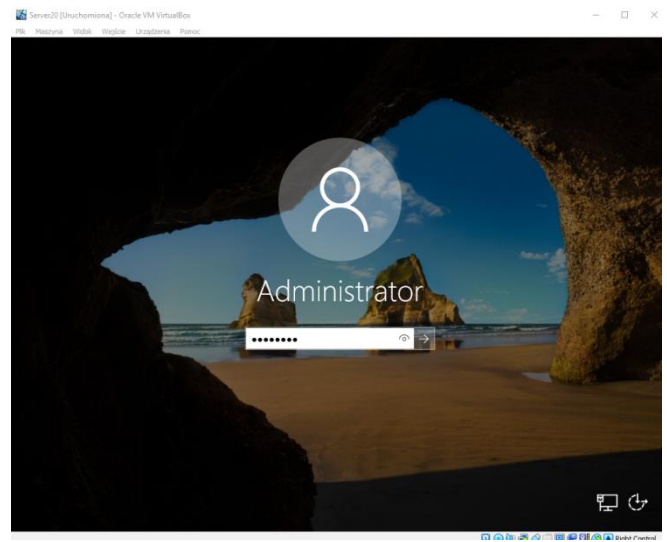 Server20 [Uruchomiona] - Oracle VM VirtualBox
Plik Maszyna Widok Wejście Urządzenia Pomoc
Administrator
Right Control